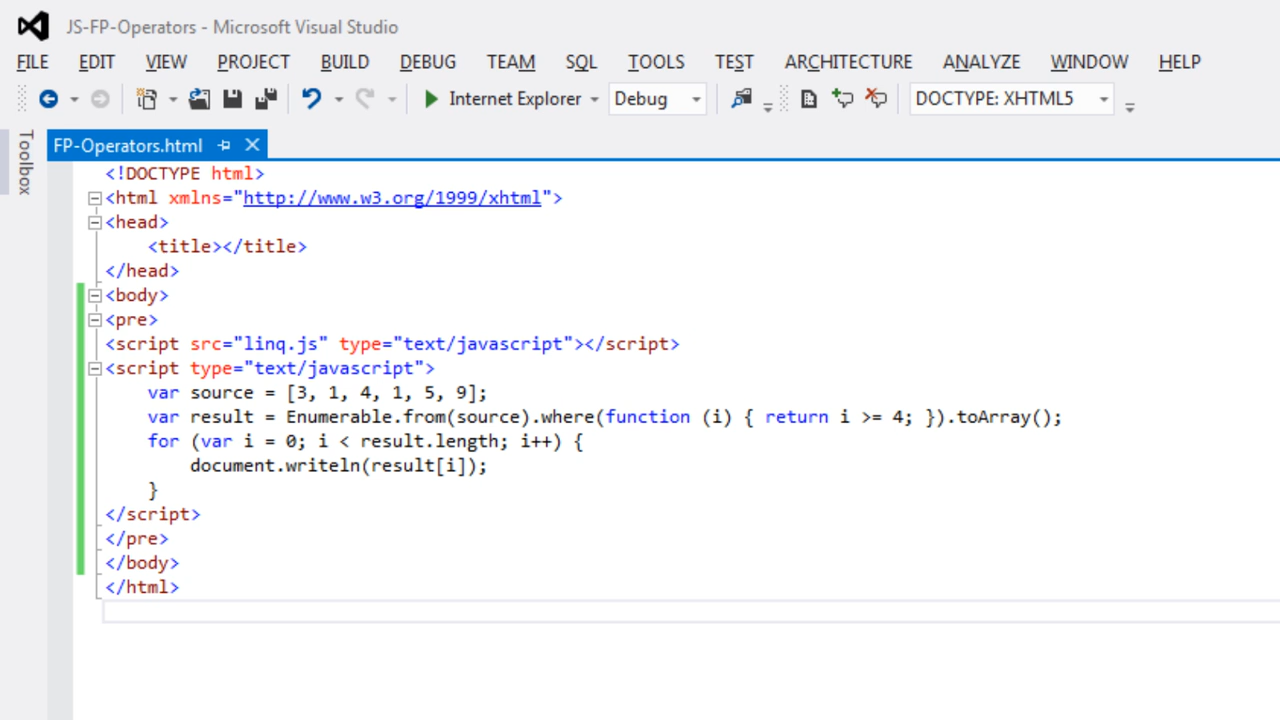 JS-FP-Operators - Microsoft Visual Studio
FILE EDIT VIEW PROJECT BUILD DEBUG TEAM SQL TOOLS TEST ARCHITECTURE ANALYZE WINDOW HELP
Internet Explorer Debug DOCTYPE: XHTML5
Toolbox
FP-Operators.html
<!DOCTYPE html>
<html xmlns="http://www.w3.org/1999/xhtml">
<head>
    <title></title>
</head>
<body>
<pre>
<script src="linq.js" type="text/javascript"></script>
<script type="text/javascript">
    var source = [3, 1, 4, 1, 5, 9];
    var result = Enumerable.from(source).where(function (i) { return i >= 4; }).toArray();
    for (var i = 0; i < result.length; i++) {
        document.writeln(result[i]);
    }
</script>
</pre>
</body>
</html>